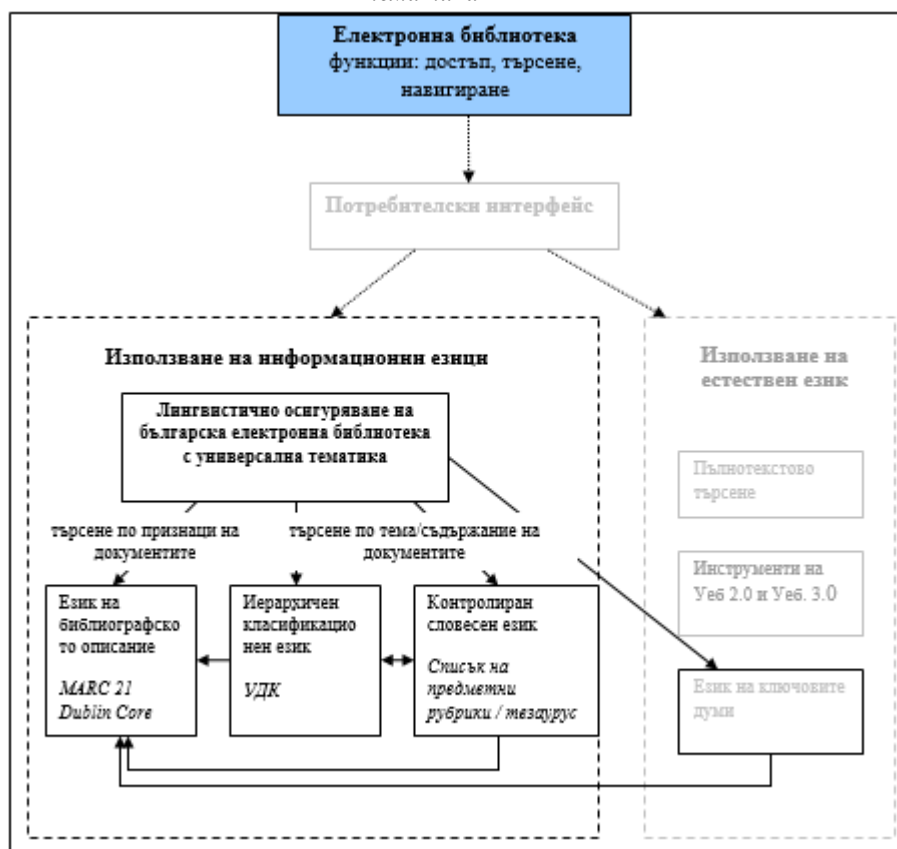 Електронна библиотека
функции: достъп, търсене,
навигиране
Потребителски интерфейс
Използване на информационни езици
Лингвистично осигуряване на
българска електронна библиотека
с универсална тематика
търсене по признаци на
документите
търсене по тема/съдържание на
документите
Език на
библиографско
то описание
MARC 21
Dublin Core
Йерархичен
класификацио
нен език
УДК
Контролиран
словесен език
Списък на
предметни
рубрики / тезаурус
Използване на
естествен език
Пълнотекстово
търсене
Инструменти на
Уеб 2.0 и Уеб. 3.0
Език на ключовите
думи